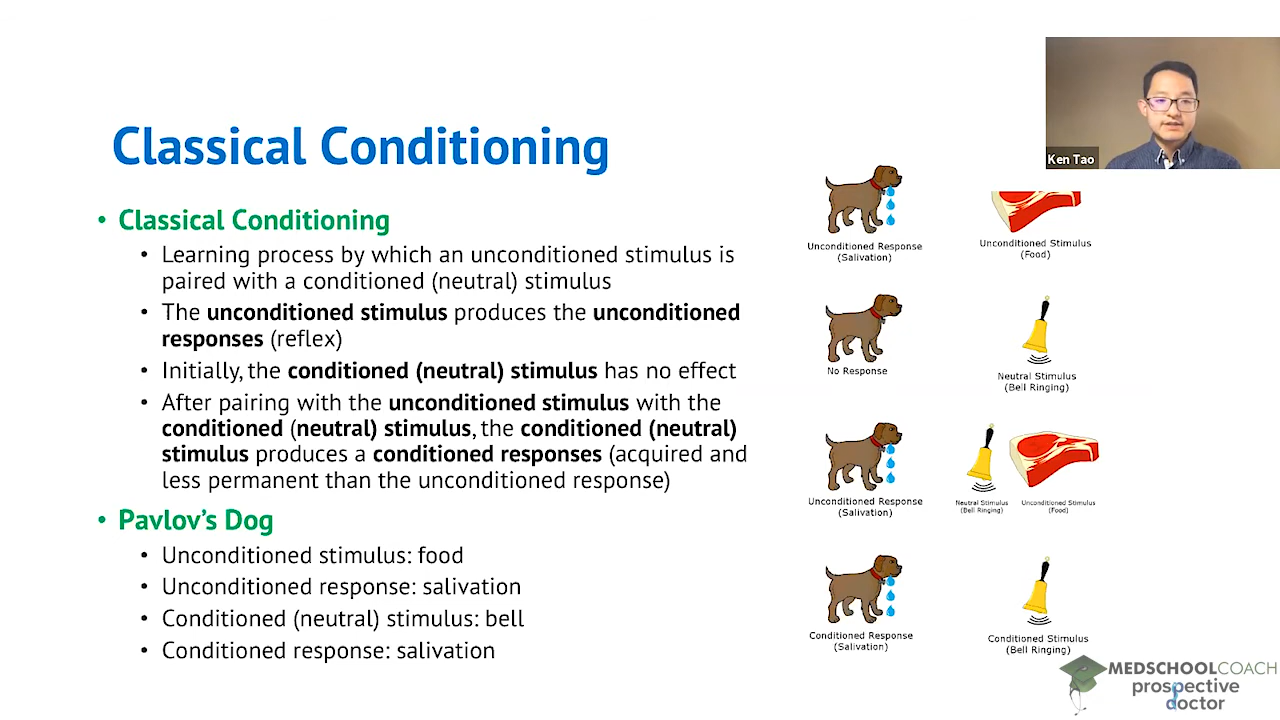 Classical Conditioning
• Classical Conditioning
• Learning process by which an unconditioned stimulus is
paired with a conditioned (neutral) stimulus
• The unconditioned stimulus produces the unconditioned
responses (reflex)
• Initially, the conditioned (neutral) stimulus has no effect
• After pairing with the unconditioned stimulus with the
conditioned (neutral) stimulus, the conditioned (neutral)
stimulus produces a conditioned responses (acquired and
less permanent than the unconditioned response)
• Pavlov's Dog
• Unconditioned stimulus: food
• Unconditioned response: salivation
• Conditioned (neutral) stimulus: bell
• Conditioned response: salivation
Ken Tao
Unconditioned Response
(Salivation)
Unconditioned Stimulus
(Food)
No Response
Neutral Stimulus
(Bell Ringing)
Unconditioned Response
(Salivation)
Neutral Stimulus
(Bell Ringing)
Unconditioned Stimulus
(Food)
Conditioned Response
(Salivation)
Conditioned Stimulus
(Bell Ringing)
MEDSCHOOLCOACH
prospective
doctor